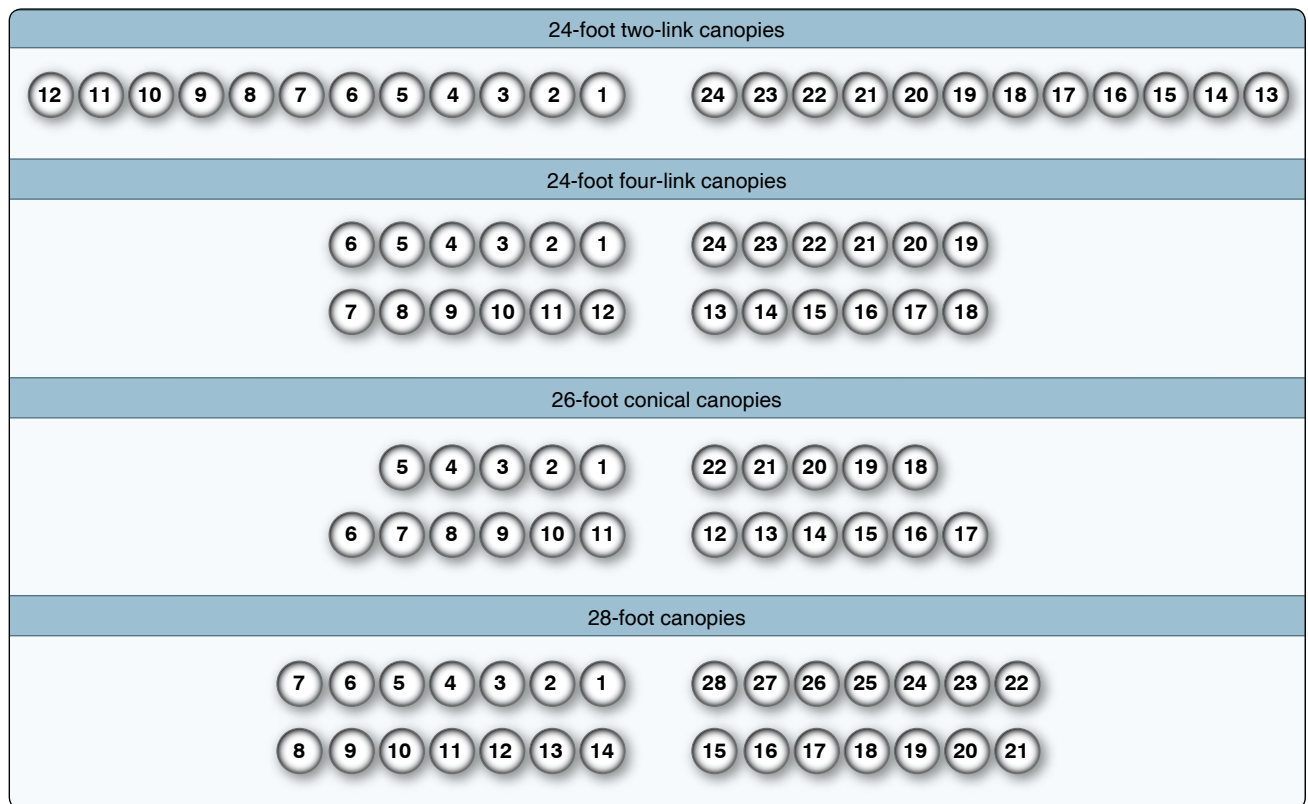 24-foot two-link canopies
12 11 10 9 8 7 6 5 4 3 2 1 24 23 22 21 20 19 18 17 16 15 14 13
24-foot four-link canopies
6 5 4 3 2 1 24 23 22 21 20 19
7 8 9 10 11 12 13 14 15 16 17 18
26-foot conical canopies
5 4 3 2 1 22 21 20 19 18
6 7 8 9 10 11 12 13 14 15 16 17
28-foot canopies
7 6 5 4 3 2 1 28 27 26 25 24 23 22
8 9 10 11 12 13 14 15 16 17 18 19 20 21